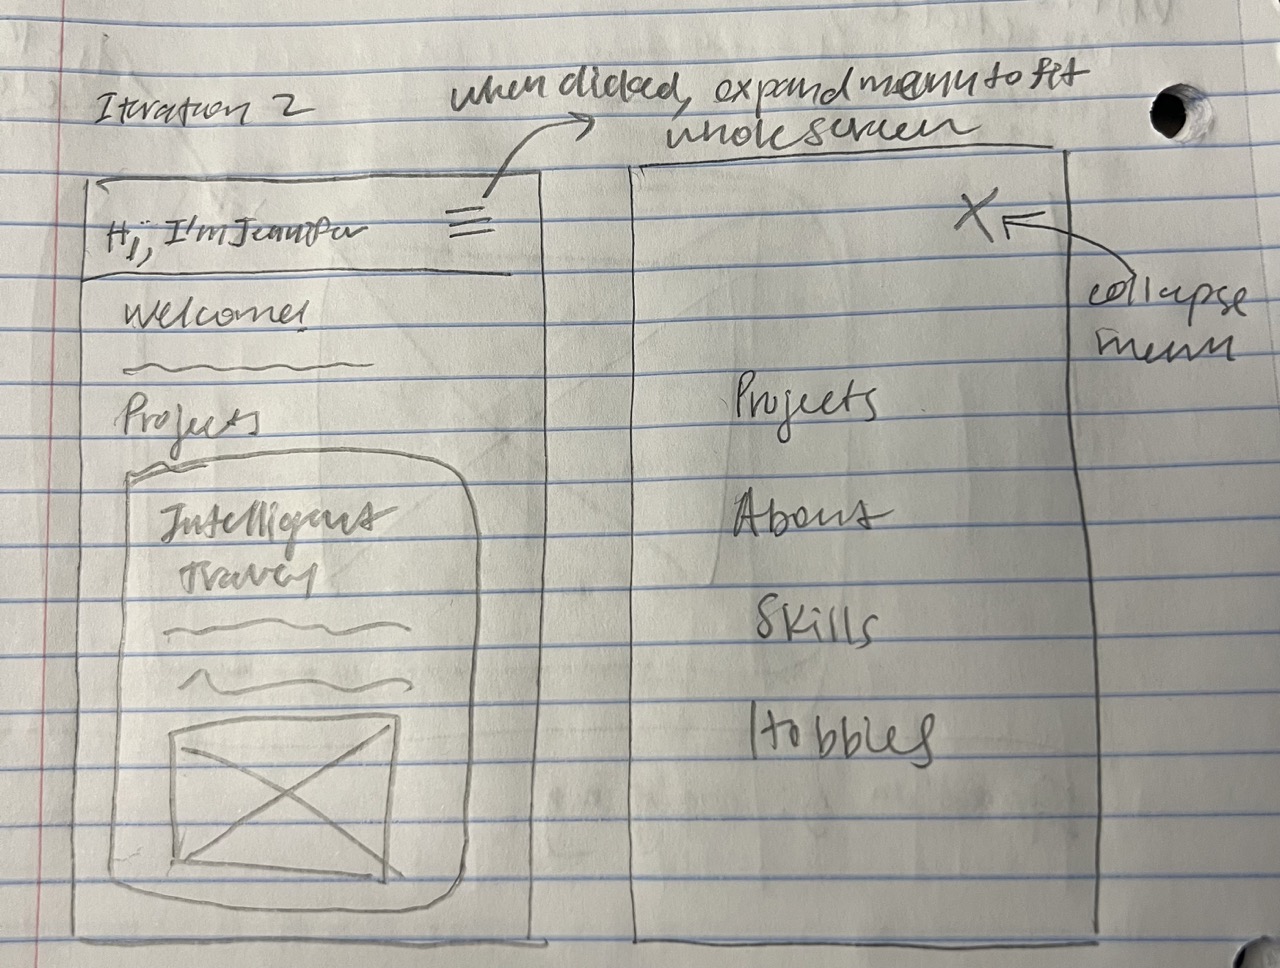 Iteration 2
when clicked, expand menu to fit
whole screen
Hi, I'm Jennifer
Welcome!
Projects
Intelligent
Travel
X
collapse
menu
Projects
About
Skills
Hobbies